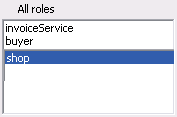 All roles
invoiceService
buyer
shop